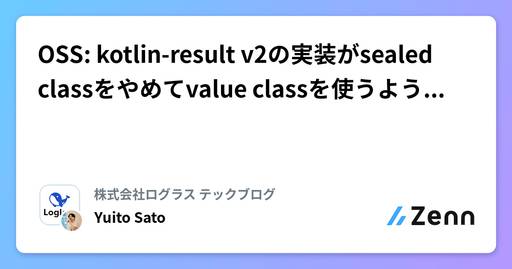 OSS: kotlin-result v2の実装がsealed
classをやめてvalue classを使うよう...
株式会社ログラス テックブログ
Yuito Sato
Zenn